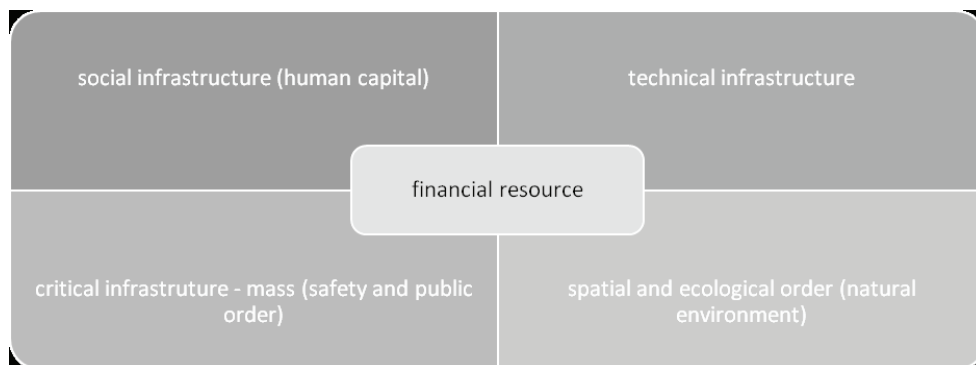 social infrastructure (human capital)
technical infrastructure
financial resource
critical infrastruture - mass (safety and public
order)
spatial and ecological order (natural
environment)